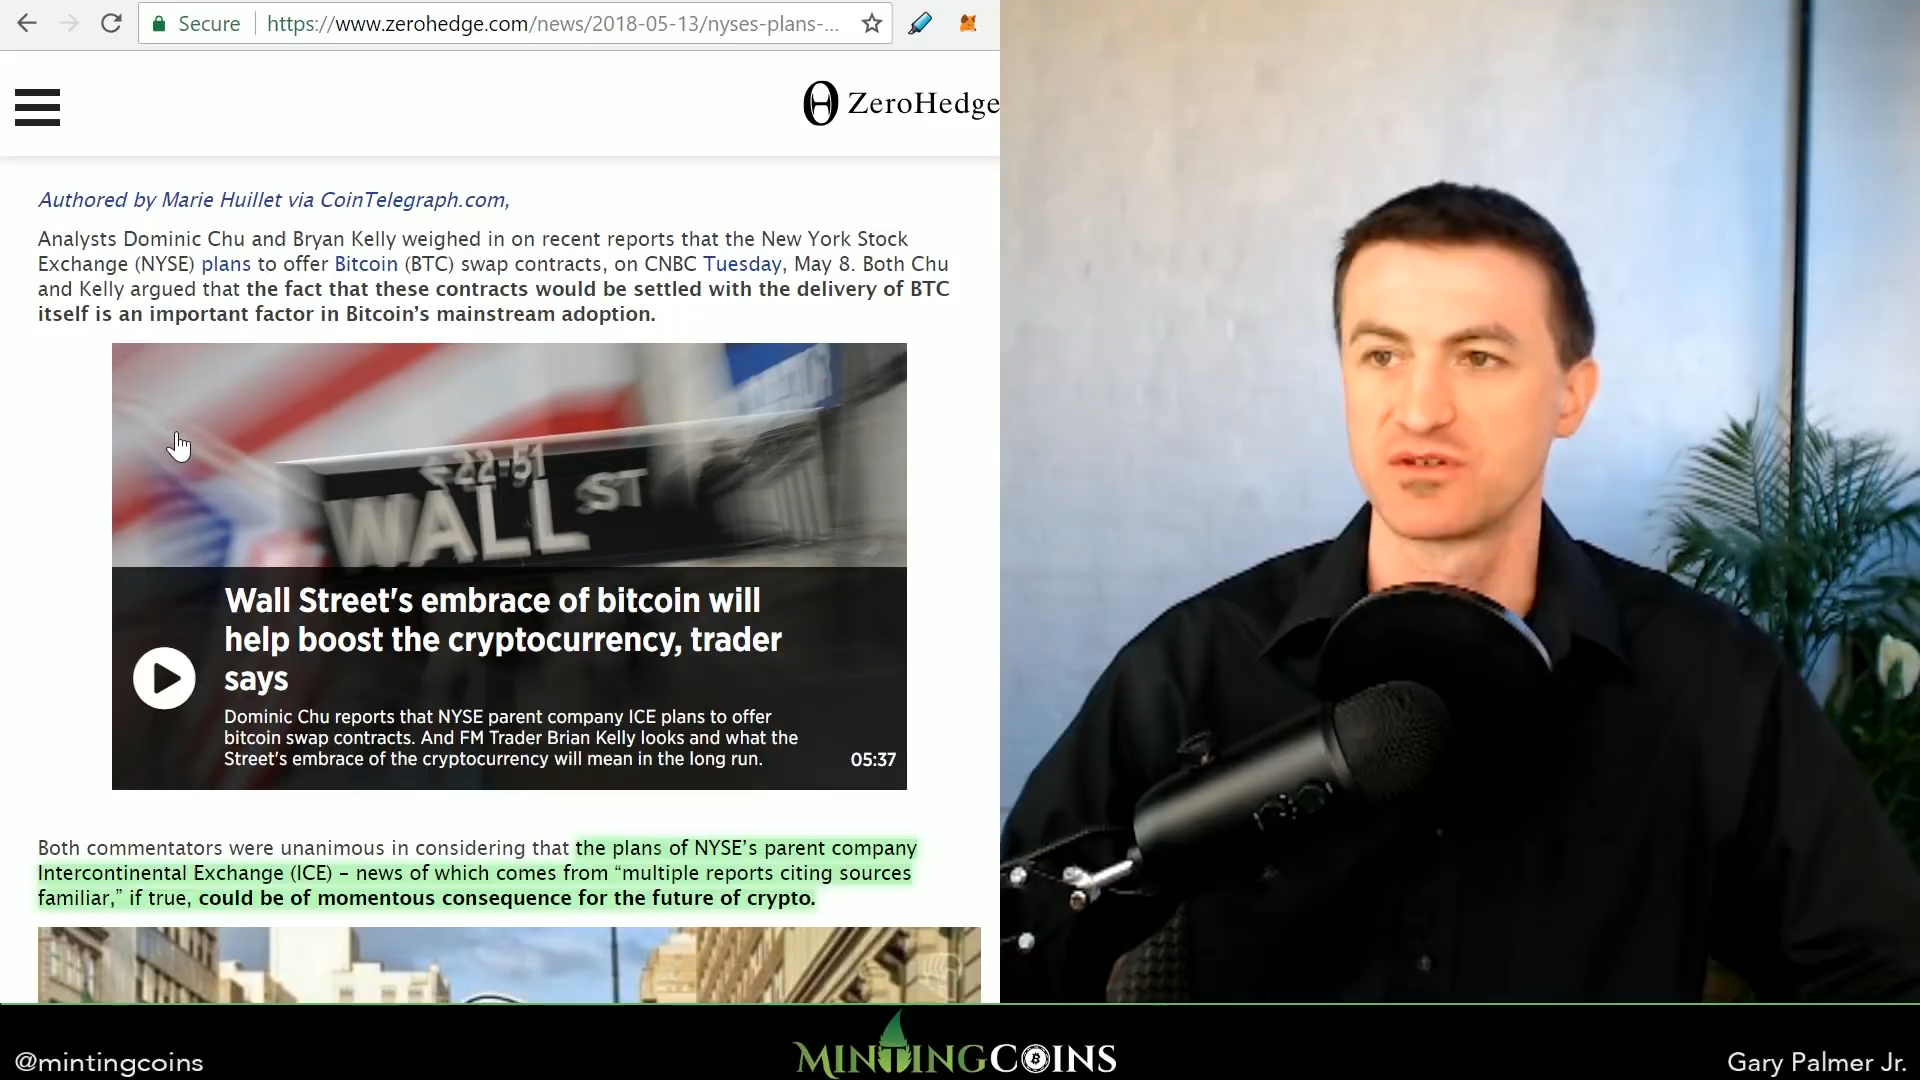 Secure
https://www.zerohedge.com/news/2018-05-13/nyses-plans-...
ZeroHedge
Authored by Marie Huillet via CoinTelegraph.com,
Analysts Dominic Chu and Bryan Kelly weighed in on recent reports that the New York Stock
Exchange (NYSE) plans to offer Bitcoin (BTC) swap contracts, on CNBC Tuesday, May 8. Both Chu
and Kelly argued that the fact that these contracts would be settled with the delivery of BTC
itself is an important factor in Bitcoin's mainstream adoption.
←22-51
WALL ST
Wall Street's embrace of bitcoin will
help boost the cryptocurrency, trader
says
Dominic Chu reports that NYSE parent company ICE plans to offer
bitcoin swap contracts. And FM Trader Brian Kelly looks and what the
Street's embrace of the cryptocurrency will mean in the long run.
05:37
Both commentators were unanimous in considering that the plans of NYSE's parent company
Intercontinental Exchange (ICE) – news of which comes from “multiple reports citing sources
familiar,” if true, could be of momentous consequence for the future of crypto.
@mintingcoins
MINTINGCOINS
Gary Palmer Jr.